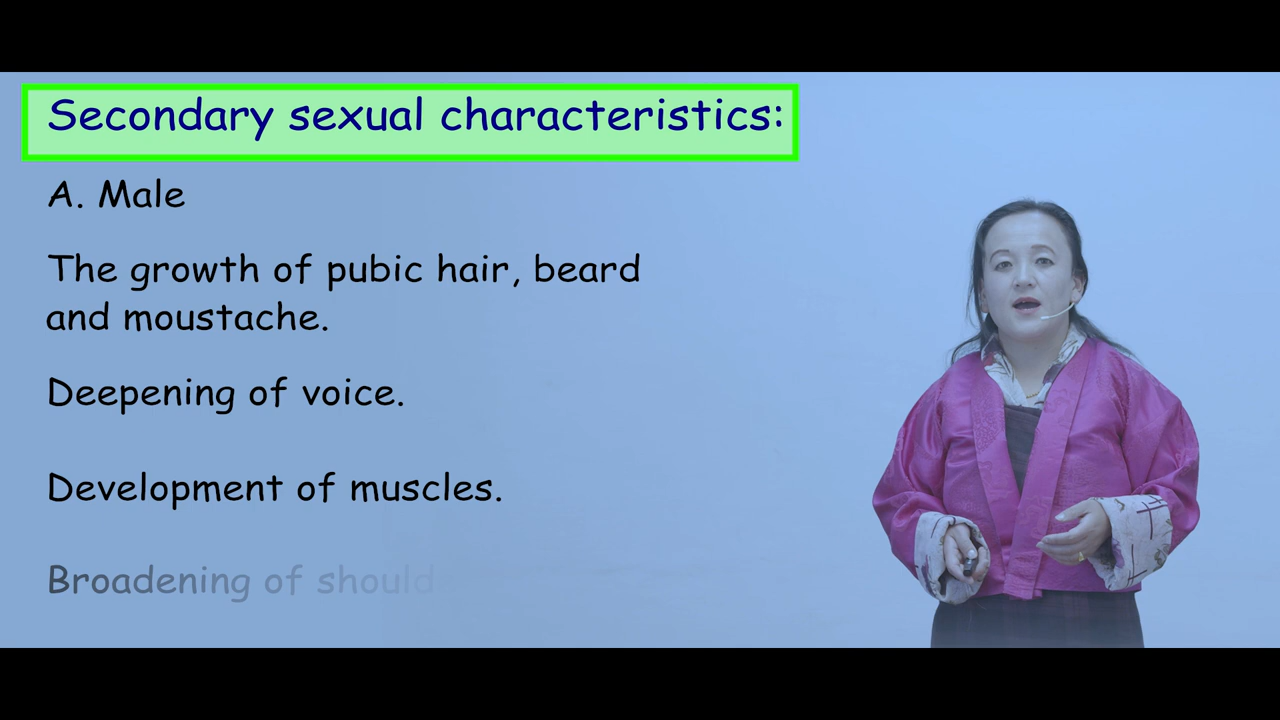 Secondary sexual characteristics:
A. Male
The growth of pubic hair, beard
and moustache.
Deepening of voice.
Development of muscles.
Broadening of should